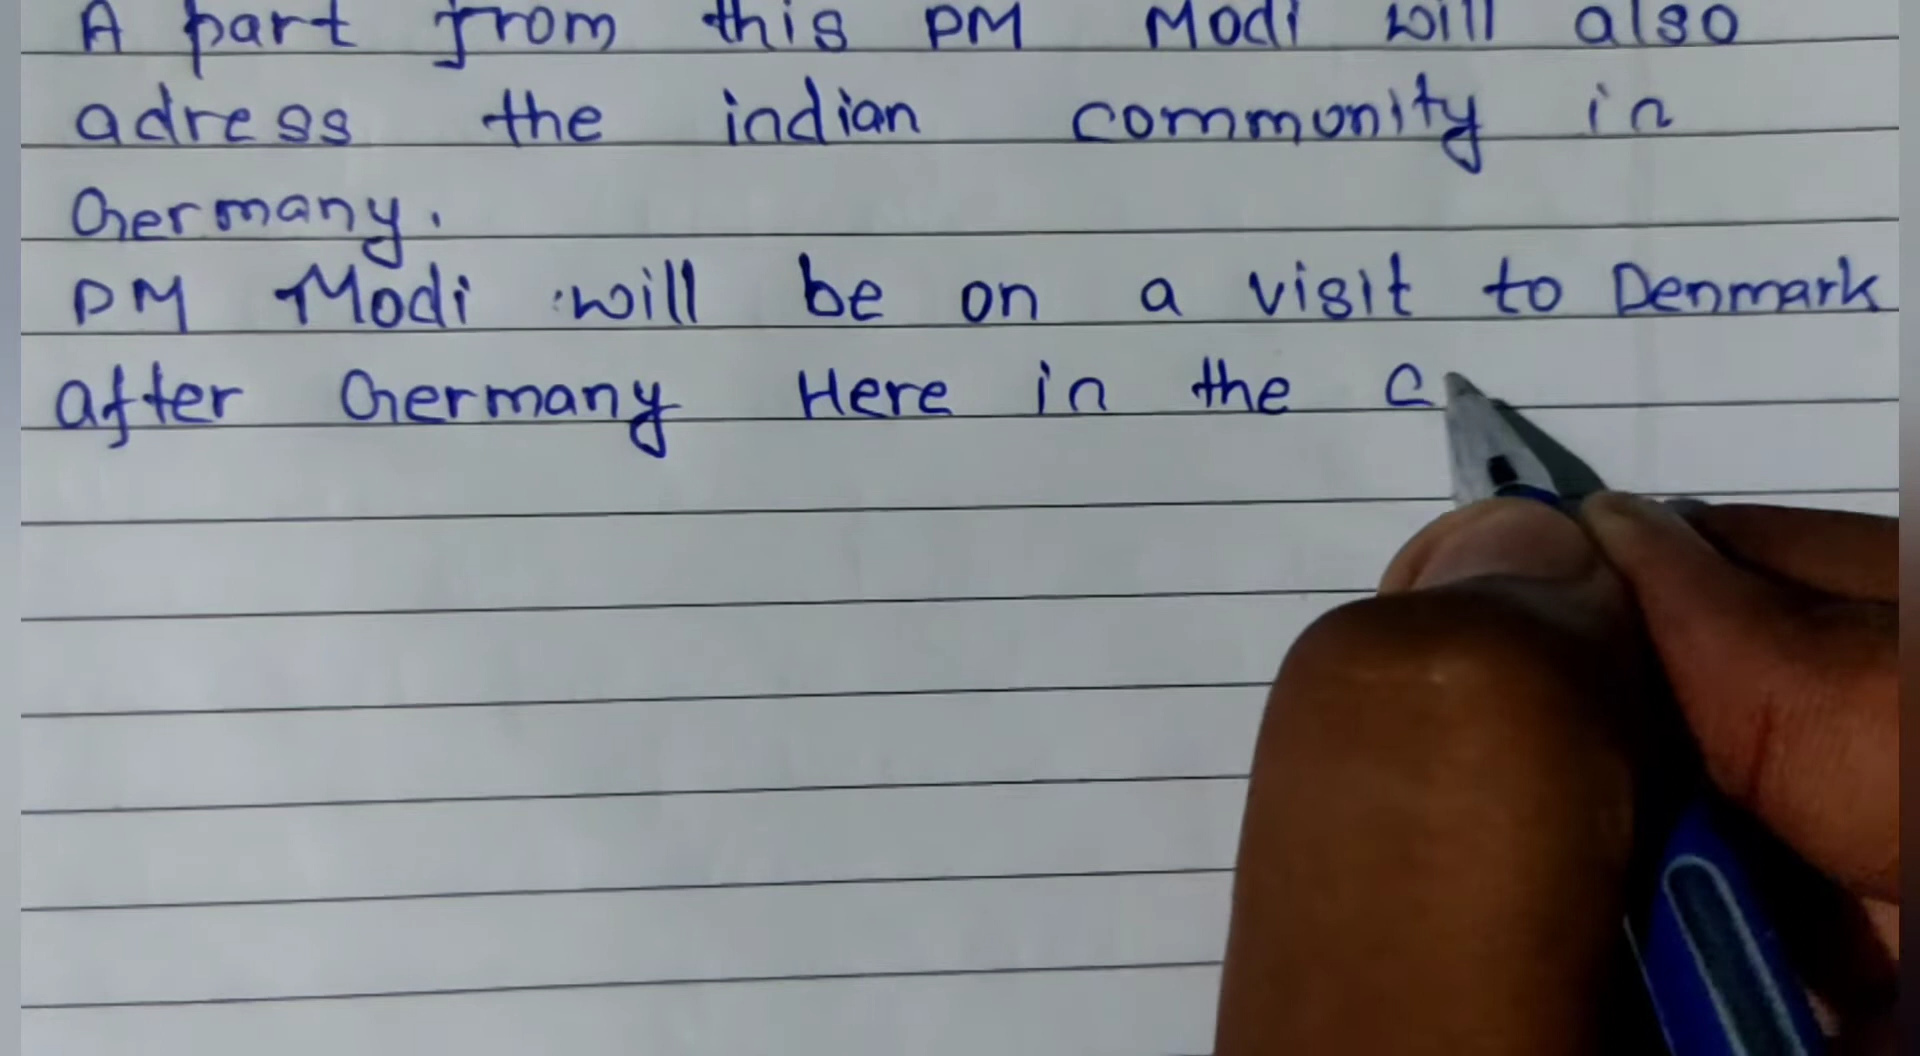 A part from this PM Modi will also
adress the indian community in
Germany.
PM Modi will be on a visit to Denmark
after Germany Here in the c